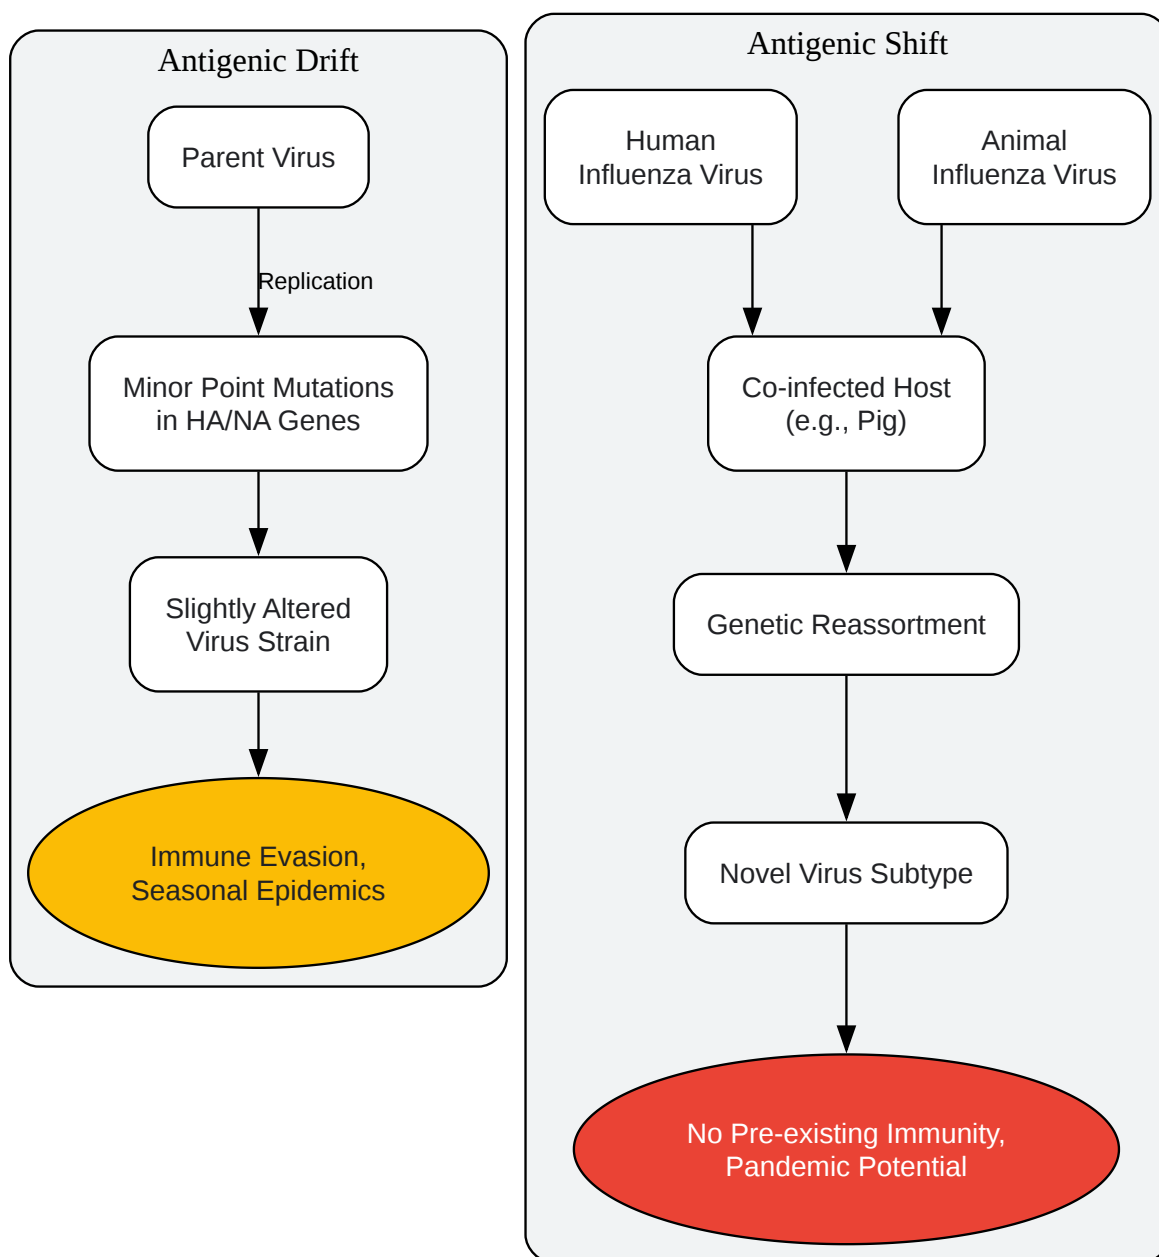 Antigenic Drift
Parent Virus
Replication
Minor Point Mutations
in HA/NA Genes
Slightly Altered
Virus Strain
Immune Evasion,
Seasonal Epidemics
Antigenic Shift
Human
Influenza Virus
Animal
Influenza Virus
Co-infected Host
(e.g., Pig)
Genetic Reassortment
Novel Virus Subtype
No Pre-existing Immunity,
Pandemic Potential